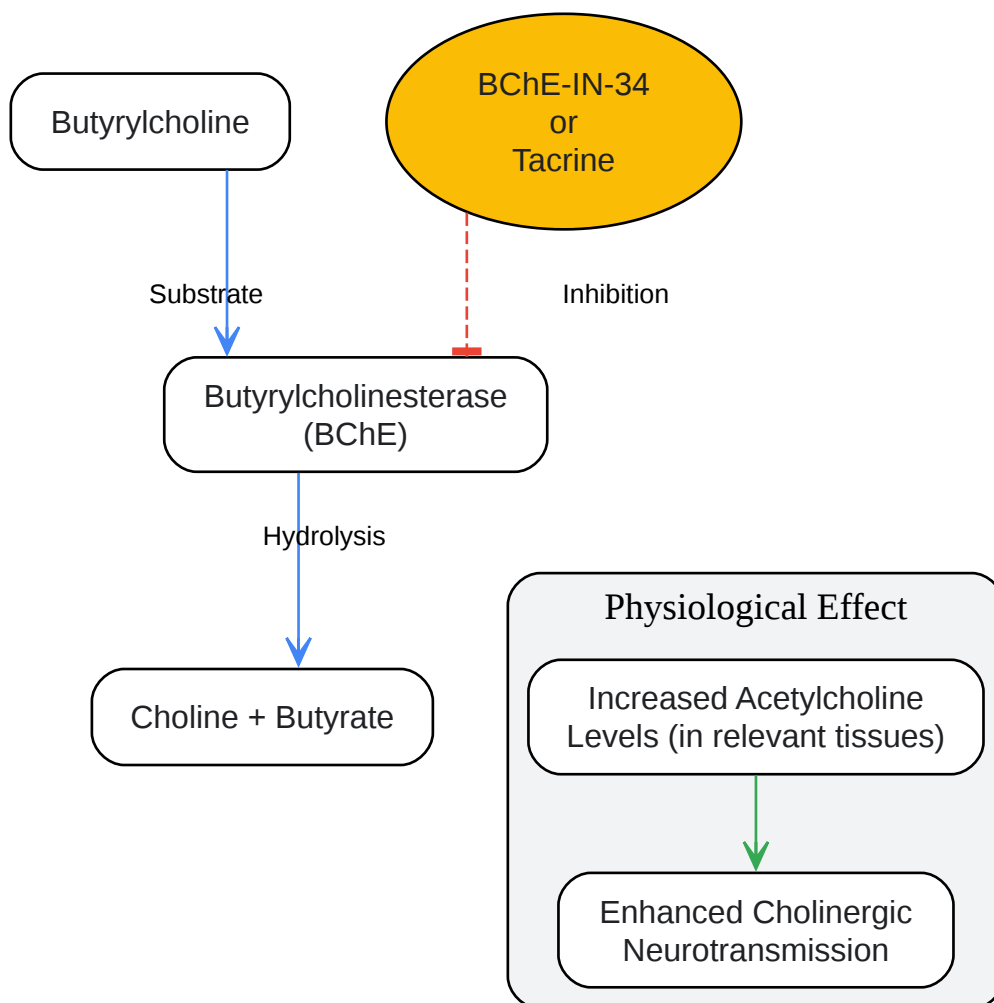 Butyrylcholine
BChE-IN-34
or
Tacrine
Substrate
Inhibition
Butyrylcholinesterase
(BChE)
Hydrolysis
Choline + Butyrate
Physiological Effect
Increased Acetylcholine
Levels (in relevant tissues)
Enhanced Cholinergic
Neurotransmission